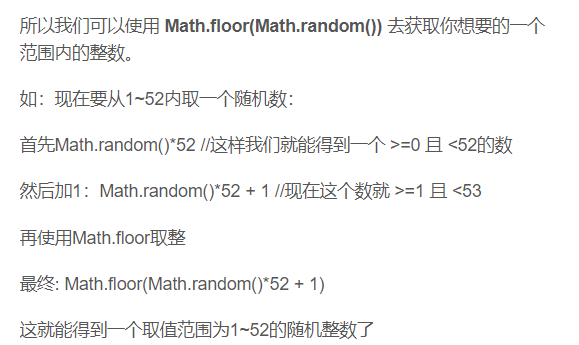 所以我们可以使用 Math.floor(Math.random()) 去获取你想要的一个
范围内的整数。
如：现在要从1~52内取一个随机数：
首先Math.random()*52 //这样我们就能得到一个 >=0 且 <52的数
然后加1：Math.random()*52 + 1 //现在这个数就 >=1 且 <53
再使用Math.floor取整
最终: Math.floor(Math.random()*52 + 1)
这就能得到一个取值范围为1~52的随机整数了